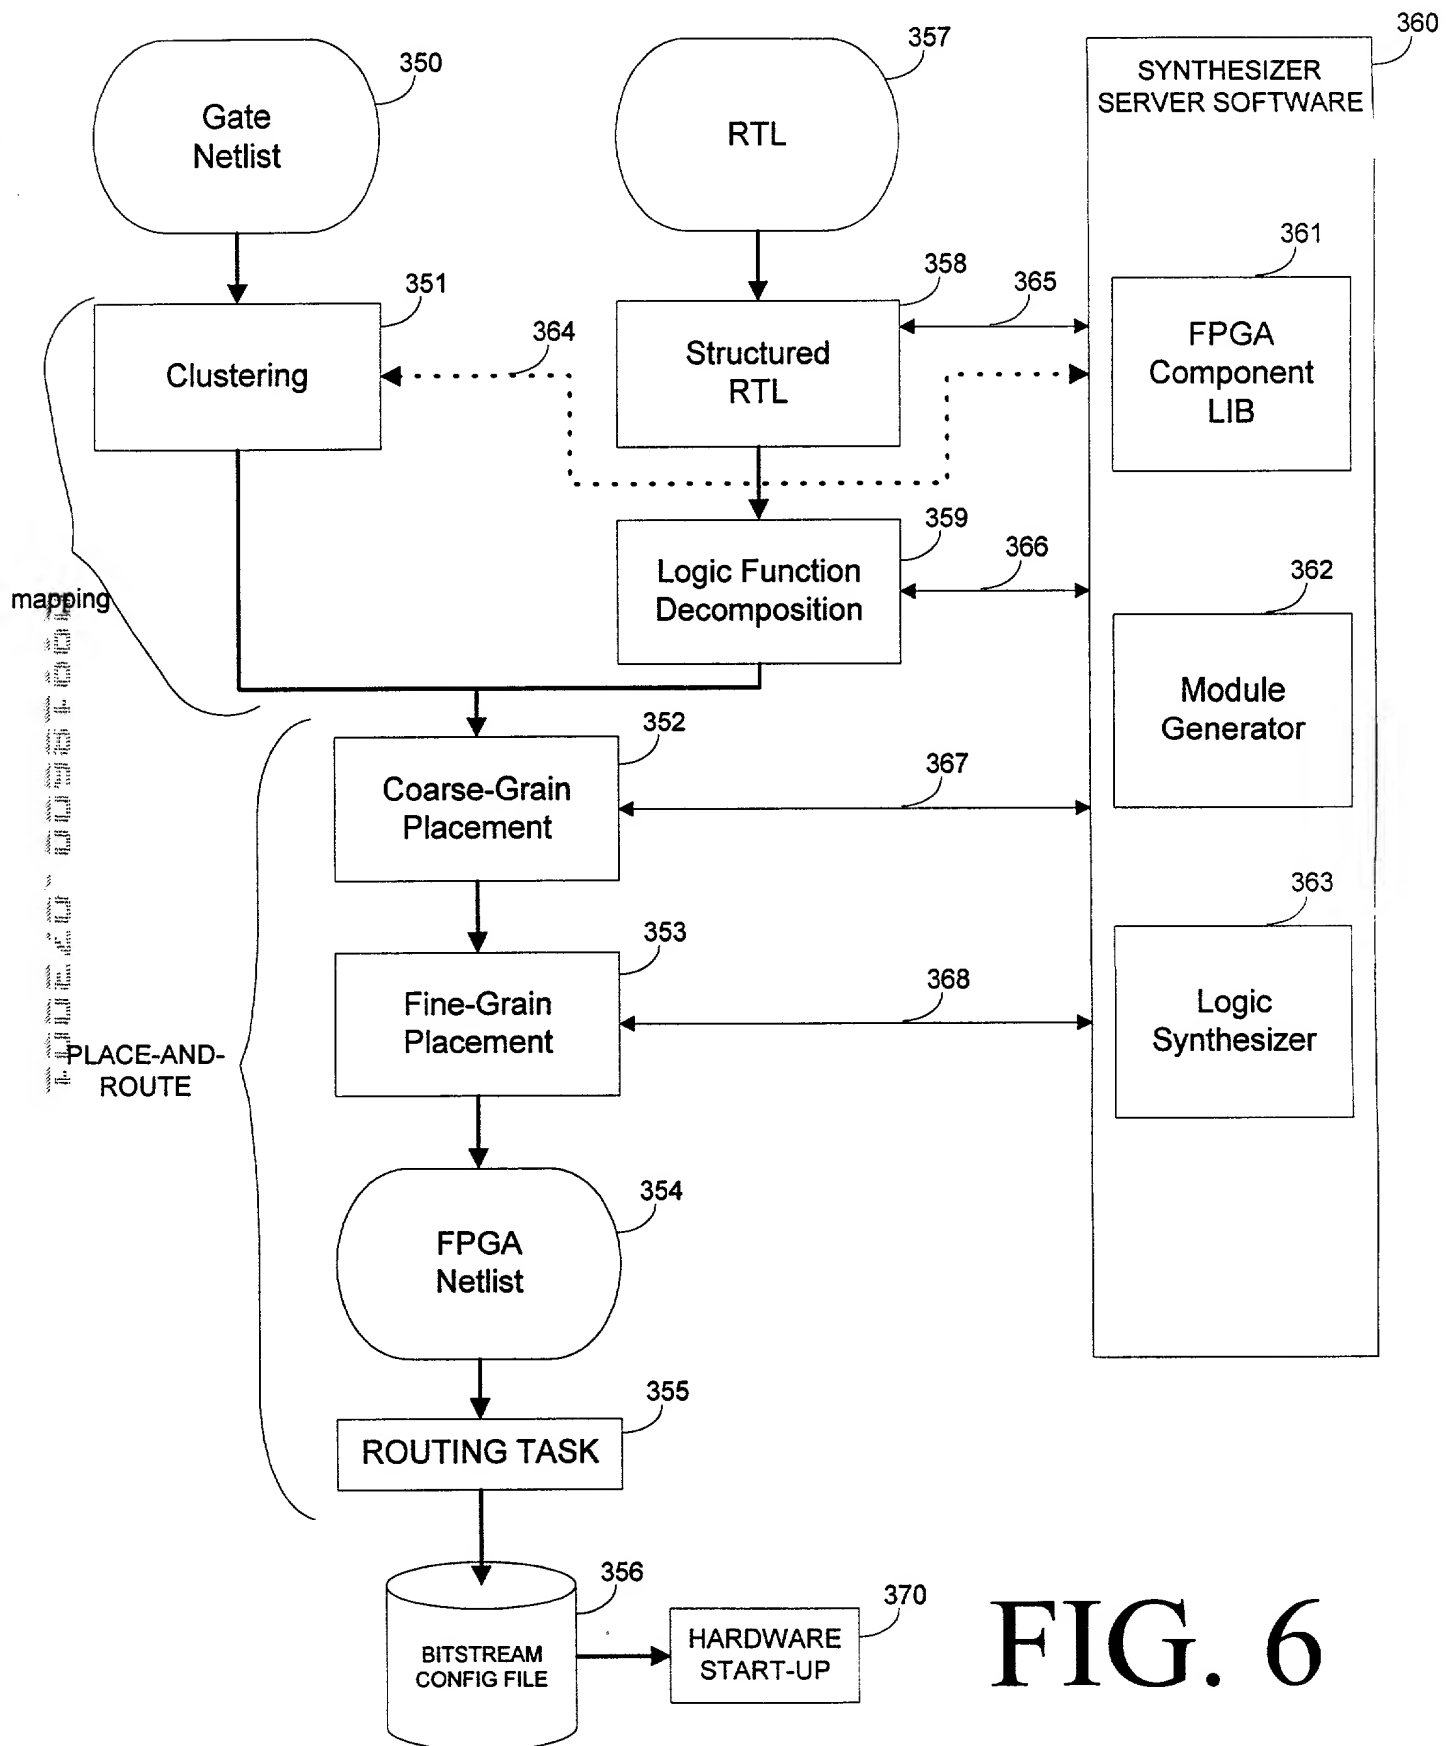 350
Gate
Netlist
357
RTL
360
SYNTHESIZER
SERVER SOFTWARE
351
Clustering
364
358
Structured
RTL
365
361
FPGA
Component
LIB
359
Logic Function
Decomposition
366
mapping
362
Module
Generator
352
Coarse-Grain
Placement
367
353
Fine-Grain
Placement
368
363
Logic
Synthesizer
PLACE-AND-
ROUTE
354
FPGA
Netlist
355
ROUTING TASK
356
BITSTREAM
CONFIG FILE
370
HARDWARE
START-UP
FIG. 6